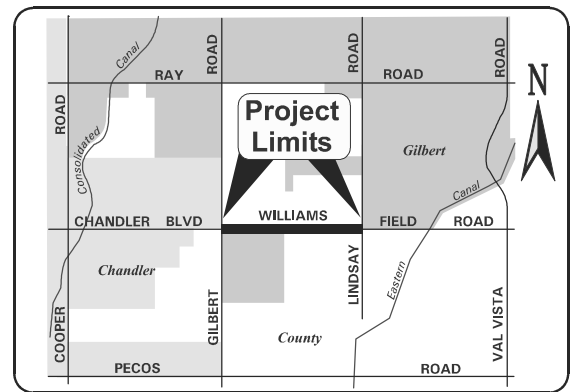 ROAD
ROAD
ROAD
Canal
RAY
ROAD
N
ROAD
Project
Limits
Consolidated
Gilbert
Canal
CHANDLER BLVD
WILLIAMS
FIELD
ROAD
Chandler
LINDSAY
Eastern
GILBERT
VAL VISTA
COOPER
County
PECOS
ROAD